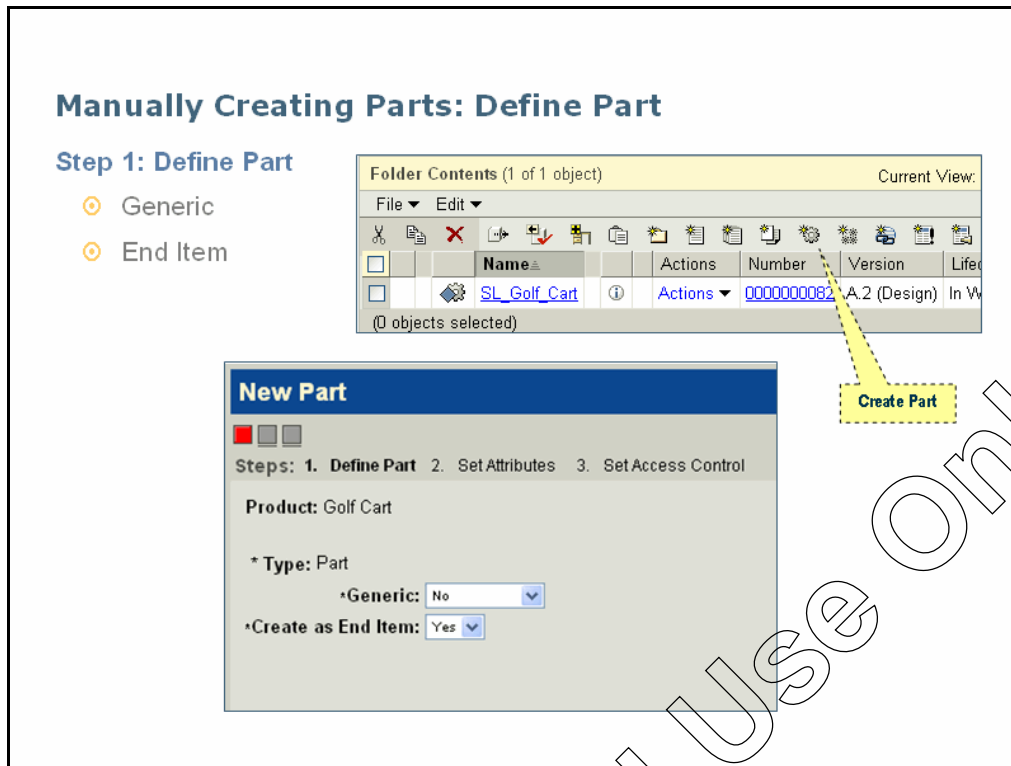 Manually Creating Parts: Define Part
Step 1: Define Part
Generic
End Item
Folder Contents (1 of 1 object)
Current View:
File Edit
Name Actions Number Version
SL_Golf_Cart Actions 0000000082 A.2 (Design)
(0 objects selected)
Create Part
New Part
Steps: 1. Define Part 2. Set Attributes 3. Set Access Control
Product: Golf Cart
* Type: Part
*Generic: No
*Create as End Item: Yes
Use